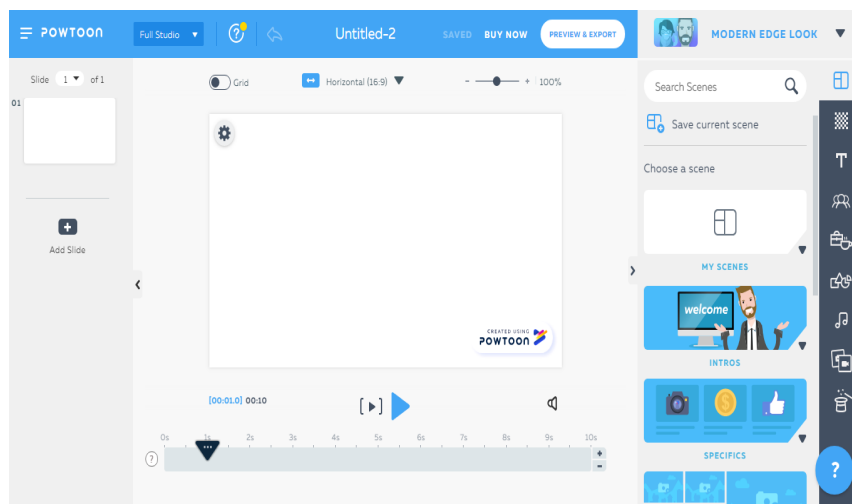 POWTOON
Full Studio
Untitled-2
SAVED
BUY NOW
PREVIEW & EXPORT
MODERN EDGE LOOK
Slide 1 of 1
01
Add Slide
Grid
Horizontal (16:9)
- + 100%
CREATED USING
POWTOON
[00:01.0] 00:10
0s 1s 2s 3s 4s 5s 6s 7s 8s 9s 10s
?
+
-
Search Scenes
Save current scene
Choose a scene
MY SCENES
welcome
INTROS
SPECIFICS
T
?